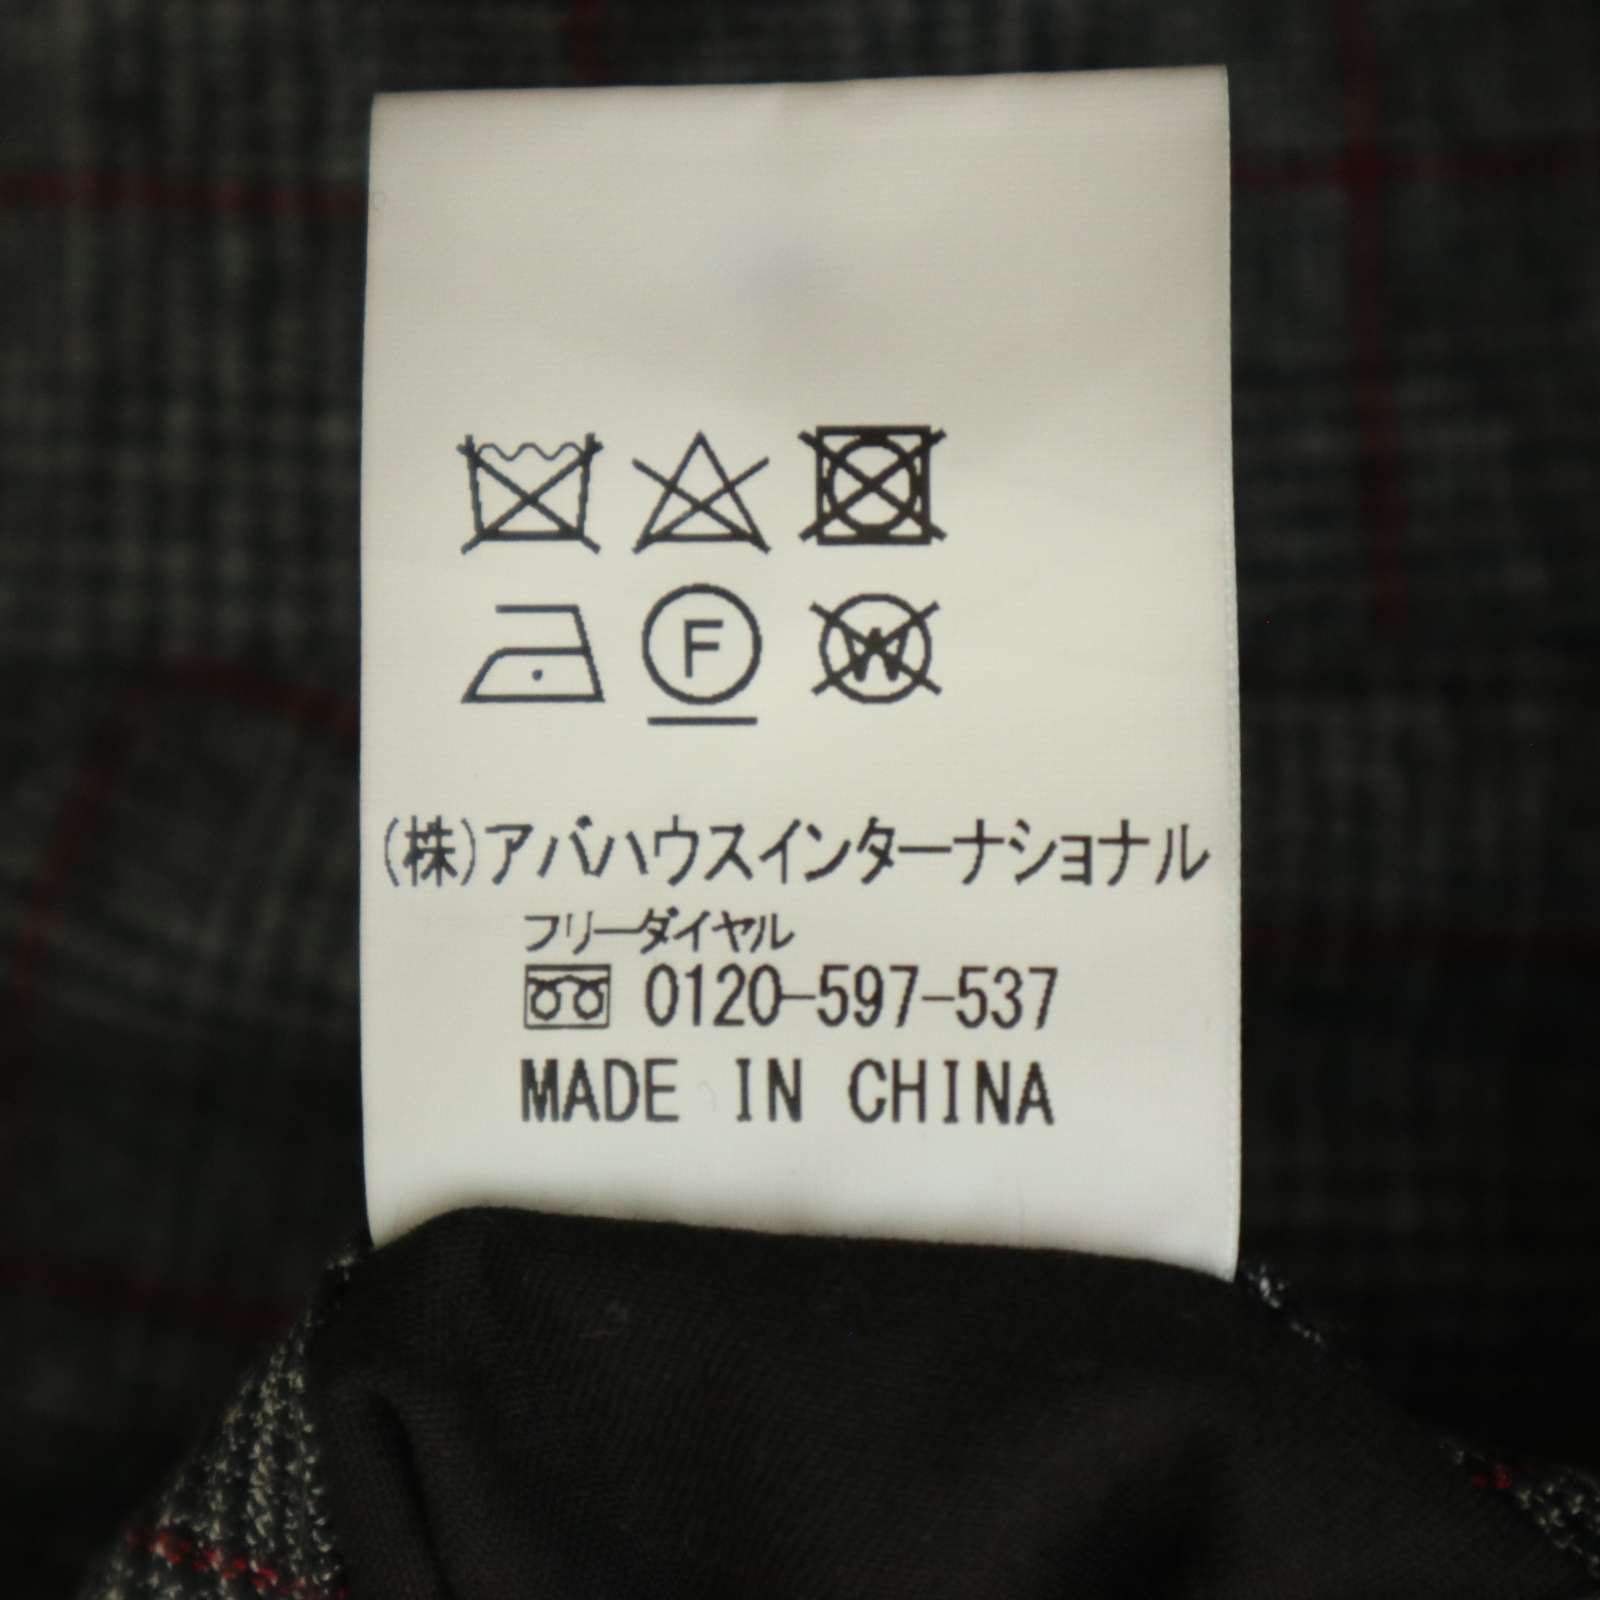 F W
(株)アバハウスインターナショナル
フリーダイヤル
0120-597-537
MADE IN CHINA